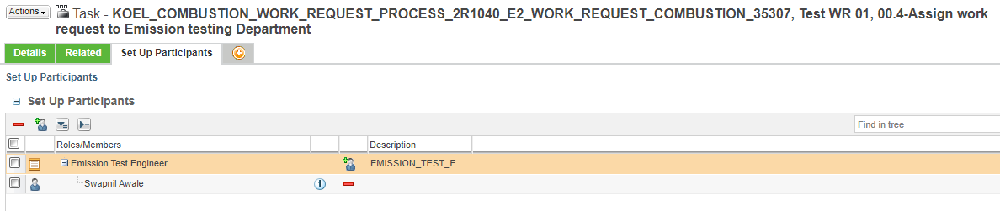 Actions
Task - KOEL_COMBUSTION_WORK_REQUEST_PROCESS_2R1040_E2_WORK_REQUEST_COMBUSTION_35307, Test WR 01, 00.4-Assign work
request to Emission testing Department
Details Related Set Up Participants
Set Up Participants
Set Up Participants
Find in tree
Roles/Members Description
Emission Test Engineer EMISSION_TEST_E...
Swapnil Awale